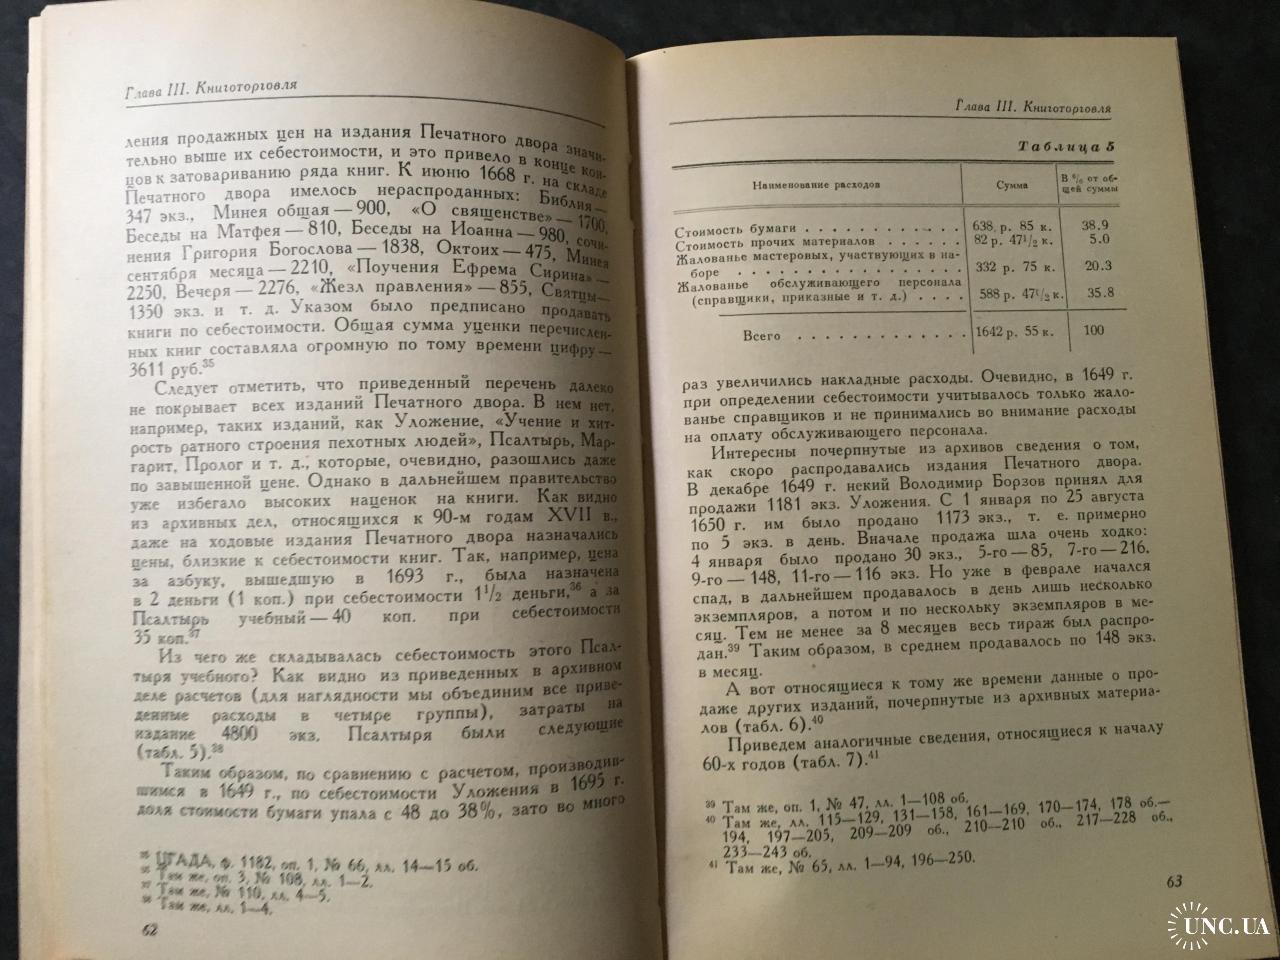 Глава III. Книготорговля
ления продажных цен на издания Печатного двора значи-
тельно выше их себестоимости, и это привело в конце кон-
цов к затовариванию ряда книг. К июню 1668 г. на складе
Печатного двора имелось нераспроданных: Библия —
347 экз., Минея общая — 900, «О священстве» — 1700,
Беседы на Матфея — 810, Беседы на Иоанна — 980, сочи-
нения Григория Богослова — 1838, Октоих — 475, Минея
сентября месяца — 2210, «Поучения Ефрема Сирина» —
2250, Вечеря — 2276, «Жезл правления» — 855, Святцы —
1350 экз. и т. д. Указом было предписано продавать
книги по себестоимости. Общая сумма уценки перечислен-
ных книг составляла огромную по тому времени цифру —
3611 руб.³⁵
Следует отметить, что приведенный перечень далеко
не покрывает всех изданий Печатного двора. В нем нет,
например, таких изданий, как Уложение, «Учение и хит-
рость ратного строения пехотных людей», Псалтырь, Мар-
гарит, Пролог и т. д., которые, очевидно, разошлись даже
по завышенной цене. Однако в дальнейшем правительство
уже избегало высоких наценок на книги. Как видно
из архивных дел, относящихся к 90-м годам XVII в.,
даже на ходовые издания Печатного двора назначались
цены, близкие к себестоимости книг. Так, например, цена
за азбуку, вышедшую в 1693 г., была назначена
в 2 деньги (1 коп.) при себестоимости 1¹/₂ деньги,³⁶ а за
Псалтырь учебный — 40 коп. при себестоимости
35 коп.³⁷
Из чего же складывалась себестоимость этого Псал-
тыря учебного? Как видно из приведенных в архивном
деле расчетов (для наглядности мы объединим все приве-
денные расходы в четыре группы), затраты на
издание 4800 экз. Псалтыря были следующие
(табл. 5).³⁸
Таким образом, по сравнению с расчетом, производив-
шимся в 1649 г., по себестоимости Уложения в 1695 г.
доля стоимости бумаги упала с 48 до 38%, зато во много
³⁵ ЦГАДА, ф. 1182, оп. 1, № 66, лл. 14—15 об.
³⁶ Там же, оп. 3, № 108, лл. 1—2.
³⁷ Там же, № 110, лл. 4—5.
³⁸ Там же, лл. 1—4.
62
Глава III. Книготорговля
Таблица 5
Наименование расходов Сумма В % от об-
щей суммы
Стоимость бумаги . . . . . . . . . . . . 638 р. 85 к. 38.9
Стоимость прочих материалов . . . . . . 82 р. 47¹/₂ к. 5.0
Жалованье мастеровых, участвующих в на-
боре . . . . . . . . . . . . . . . . . 332 р. 75 к. 20.3
Жалованье обслуживающего персонала
(справщики, приказные и т. д.) . . . . 588 р. 47¹/₂ к. 35.8
Всего . . . . . . . . . . . . . 1642 р. 55 к. 100
раз увеличились накладные расходы. Очевидно, в 1649 г.
при определении себестоимости учитывалось только жало-
ванье справщиков и не принимались во внимание расходы
на оплату обслуживающего персонала.
Интересны почерпнутые из архивов сведения о том,
как скоро распродавались издания Печатного двора.
В декабре 1649 г. некий Володимир Борзов принял для
продажи 1181 экз. Уложения. С 1 января по 25 августа
1650 г. им было продано 1173 экз., т. е. примерно
по 5 экз. в день. Вначале продажа шла очень ходко:
4 января было продано 30 экз., 5-го — 85, 7-го — 216,
9-го — 148, 11-го — 116 экз. Но уже в феврале начался
спад, в дальнейшем продавалось в день лишь несколько
экземпляров, а потом и по нескольку экземпляров в ме-
сяц. Тем не менее за 8 месяцев весь тираж был распро-
дан.³⁹ Таким образом, в среднем продавалось по 148 экз.
в месяц.
А вот относящиеся к тому же времени данные о про-
даже других изданий, почерпнутые из архивных материа-
лов (табл. 6).⁴⁰
Приведем аналогичные сведения, относящиеся к началу
60-х годов (табл. 7).⁴¹
³⁹ Там же, оп. 1, № 47, лл. 1—108 об.
⁴⁰ Там же, лл. 115—129, 131—158, 161—169, 170—174, 178 об.—
194, 197—205, 209—209 об., 210—210 об., 217—228 об.,
233—243 об.
⁴¹ Там же, № 65, лл. 1—94, 196—250.
63
UNC.UA